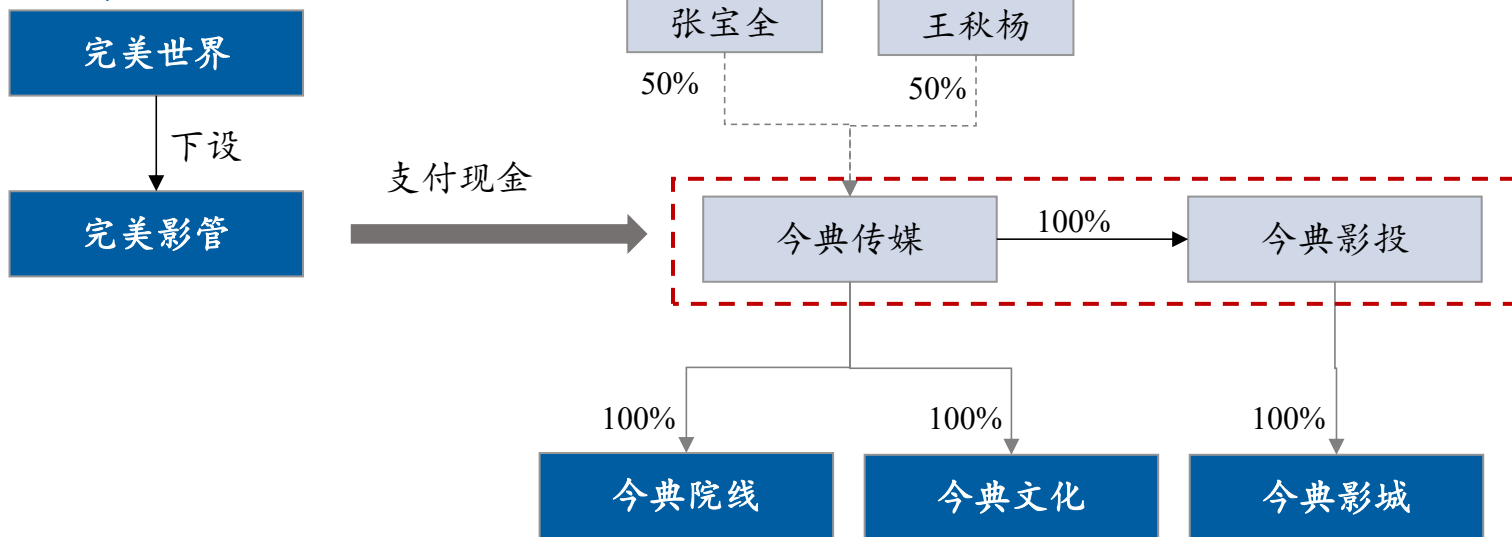 完美世界
张宝全
王秋杨
50%
50%
下设
支付现金
完美影管
今典传媒
100%
今典影投
100%
100%
100%
今典院线
今典文化
今典影城